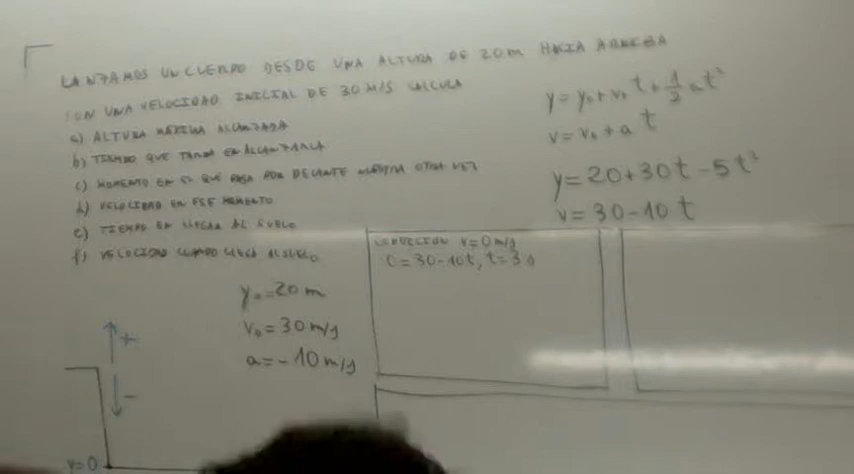 LANZAMOS UN CUERPO DESDE UNA ALTURA DE 20m HACIA ARRIBA
CON UNA VELOCIDAD INICIAL DE 30 M/S CALCULA
a) ALTURA MÁXIMA ALCANZADA
b) TIEMPO QUE TARDA EN ALCANZARLA
c) MOMENTO EN EL QUE PASA POR DELANTE NUESTRA OTRA VEZ
d) VELOCIDAD EN ESE MOMENTO
e) TIEMPO EN LLEGAR AL SUELO
f) VELOCIDAD CUANDO LLEGA AL SUELO
y = y₀ + v₀ t + 1/2 a t²
v = v₀ + a t
y = 20 + 30t - 5t²
v = 30 - 10 t
y₀ = 20 m
v₀ = 30 m/s
a = -10 m/s
CONDICION v = 0 m/s
0 = 30 - 10t, t = 3 s
+
-
y=0